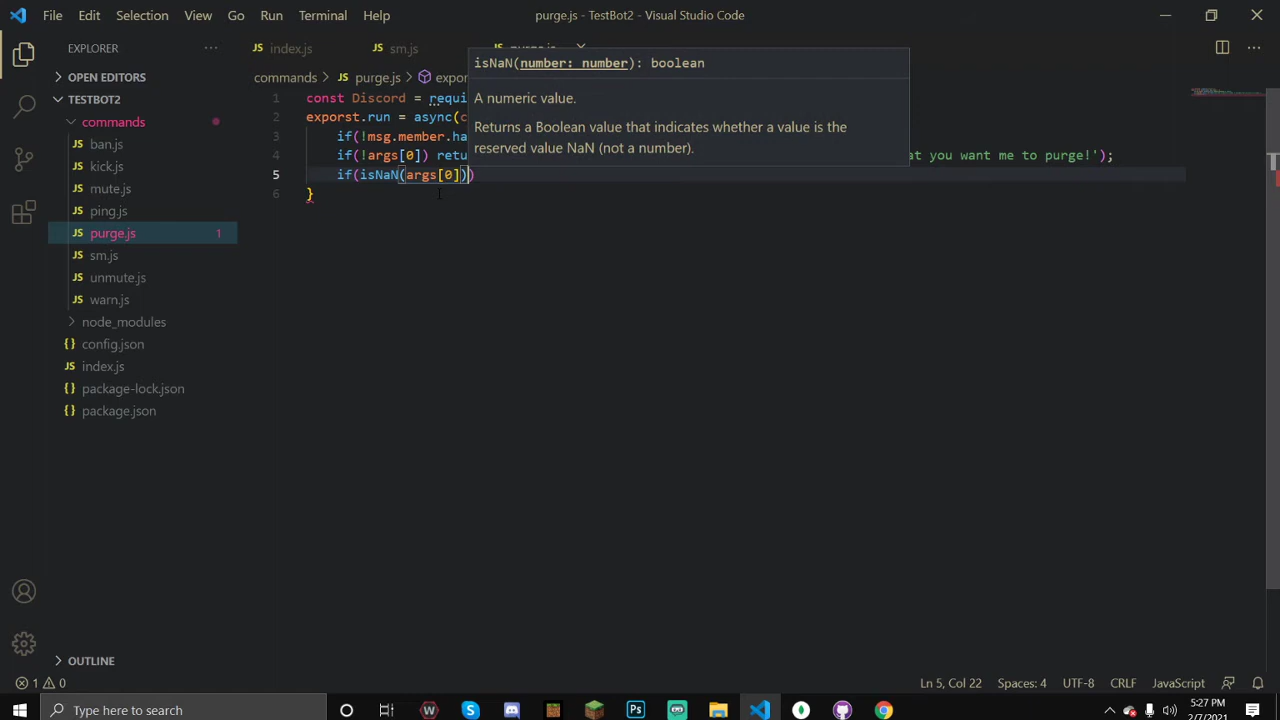 File Edit Selection View Go Run Terminal Help
purge.js - TestBot2 - Visual Studio Code
EXPLORER
index.js
sm.js
OPEN EDITORS
TESTBOT2
commands
ban.js
kick.js
mute.js
ping.js
purge.js 1
sm.js
unmute.js
warn.js
node_modules
config.json
index.js
package-lock.json
package.json
OUTLINE
commands > JS purge.js >
isNaN(number: number): boolean
A numeric value.
Returns a Boolean value that indicates whether a value is the
reserved value NaN (not a number).
1 const Discord = requi
2 exporst.run = async(c
3 if(!msg.member.ha
4 if(!args[0]) retu at you want me to purge!');
5 if(isNaN(args[0]))
6 }
1 0
Ln 5, Col 22 Spaces: 4 UTF-8 CRLF JavaScript
Type here to search
5:27 PM
2/7/2021